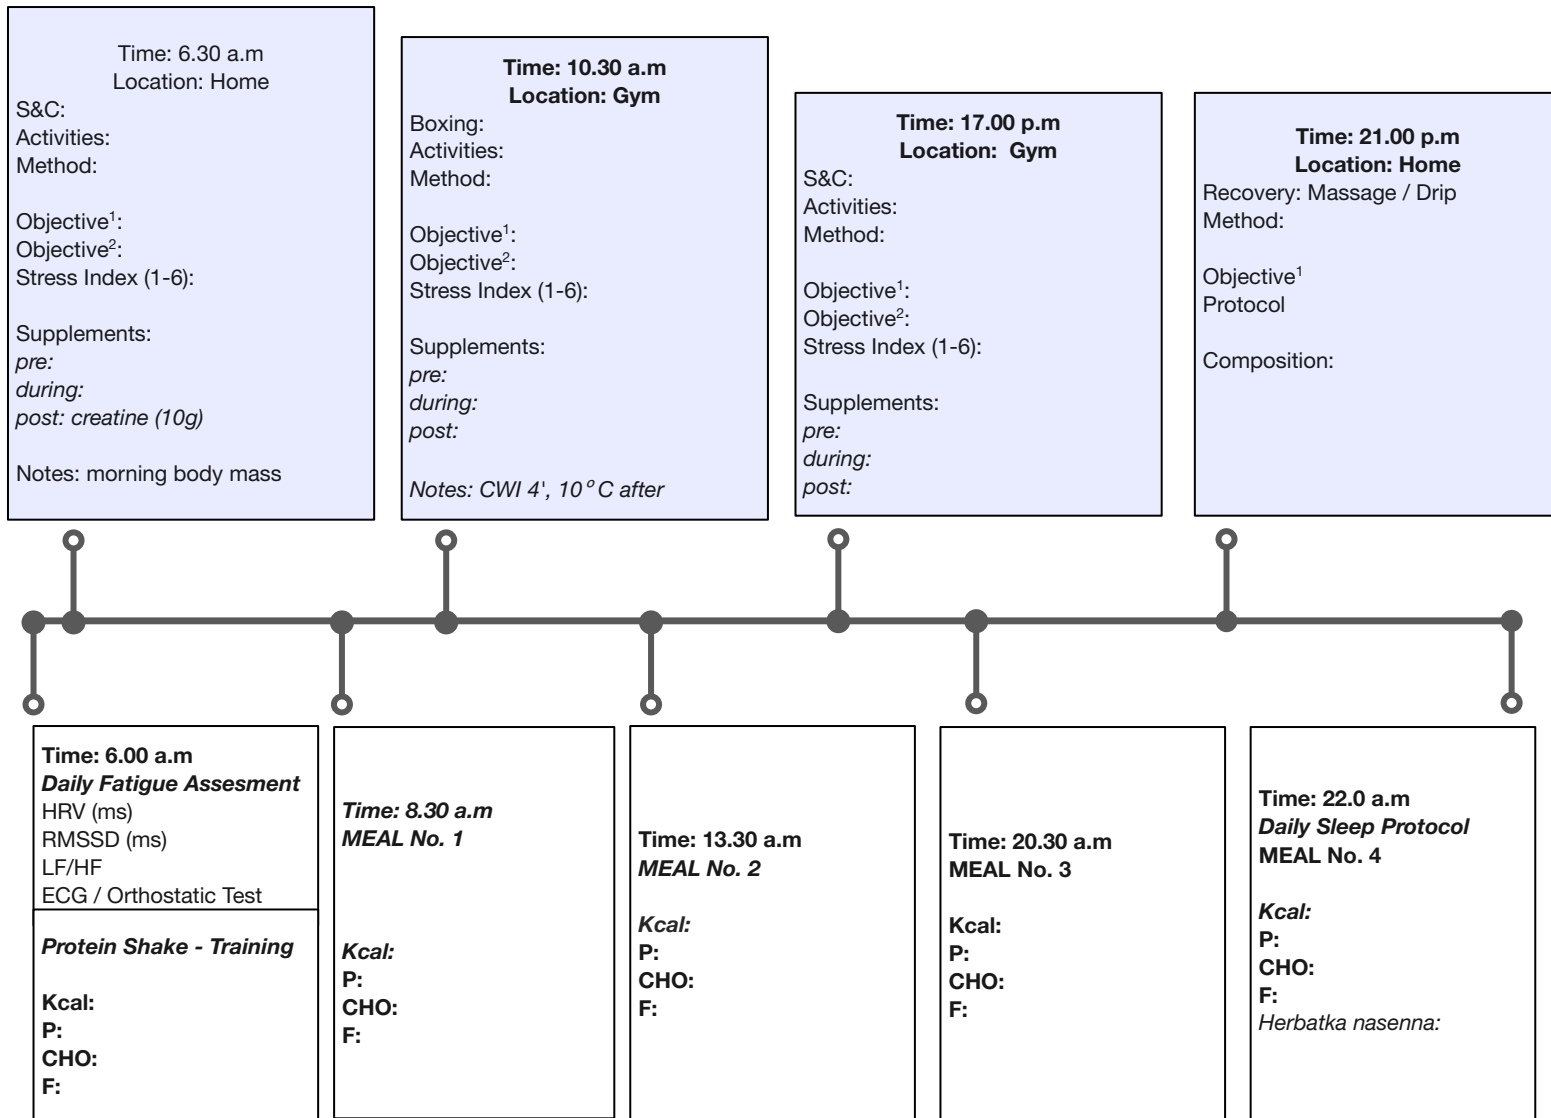 Time: 6.30 a.m
Location: Home
S&C:
Activities:
Method:
Objective¹:
Objective²:
Stress Index (1-6):
Supplements:
pre:
during:
post: creatine (10g)
Notes: morning body mass
Time: 10.30 a.m
Location: Gym
Boxing:
Activities:
Method:
Objective¹:
Objective²:
Stress Index (1-6):
Supplements:
pre:
during:
post:
Notes: CWI 4', 10° C after
Time: 17.00 p.m
Location: Gym
S&C:
Activities:
Method:
Objective¹:
Objective²:
Stress Index (1-6):
Supplements:
pre:
during:
post:
Time: 21.00 p.m
Location: Home
Recovery: Massage / Drip
Method:
Objective¹
Protocol
Composition:
Time: 6.00 a.m
Daily Fatigue Assesment
HRV (ms)
RMSSD (ms)
LF/HF
ECG / Orthostatic Test
Protein Shake - Training
Kcal:
P:
CHO:
F:
Time: 8.30 a.m
MEAL No. 1
Kcal:
P:
CHO:
F:
Time: 13.30 a.m
MEAL No. 2
Kcal:
P:
CHO:
F:
Time: 20.30 a.m
MEAL No. 3
Kcal:
P:
CHO:
F:
Time: 22.0 a.m
Daily Sleep Protocol
MEAL No. 4
Kcal:
P:
CHO:
F:
Herbatka nasenna: